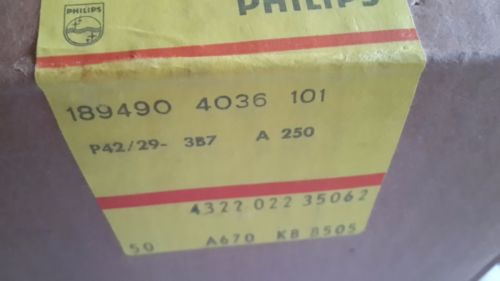 PHILIPS
PHILIPS
189490 4036 101
P42/29- 3B7 A 250
4322 022 35062
50 A670 KB 8505